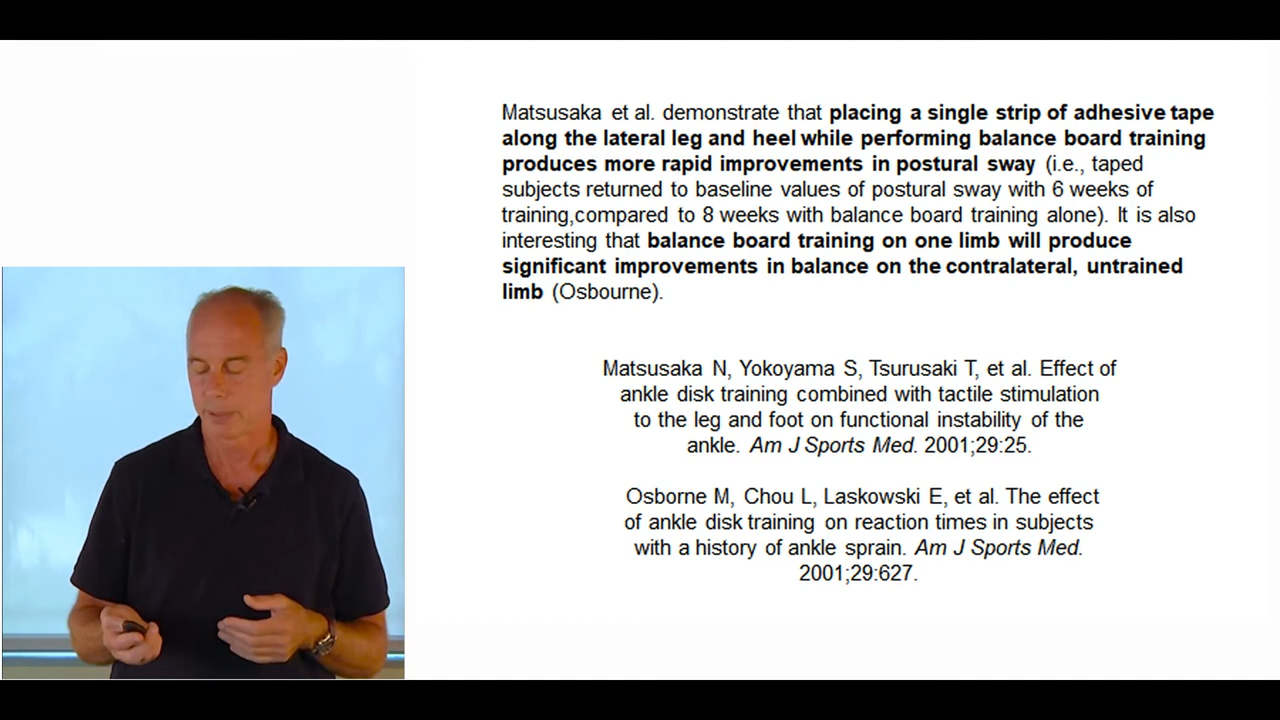 Matsusaka et al. demonstrate that placing a single strip of adhesive tape
along the lateral leg and heel while performing balance board training
produces more rapid improvements in postural sway (i.e., taped
subjects returned to baseline values of postural sway with 6 weeks of
training,compared to 8 weeks with balance board training alone). It is also
interesting that balance board training on one limb will produce
significant improvements in balance on the contralateral, untrained
limb (Osbourne).
Matsusaka N, Yokoyama S, Tsurusaki T, et al. Effect of
ankle disk training combined with tactile stimulation
to the leg and foot on functional instability of the
ankle. Am J Sports Med. 2001;29:25.
Osborne M, Chou L, Laskowski E, et al. The effect
of ankle disk training on reaction times in subjects
with a history of ankle sprain. Am J Sports Med.
2001;29:627.